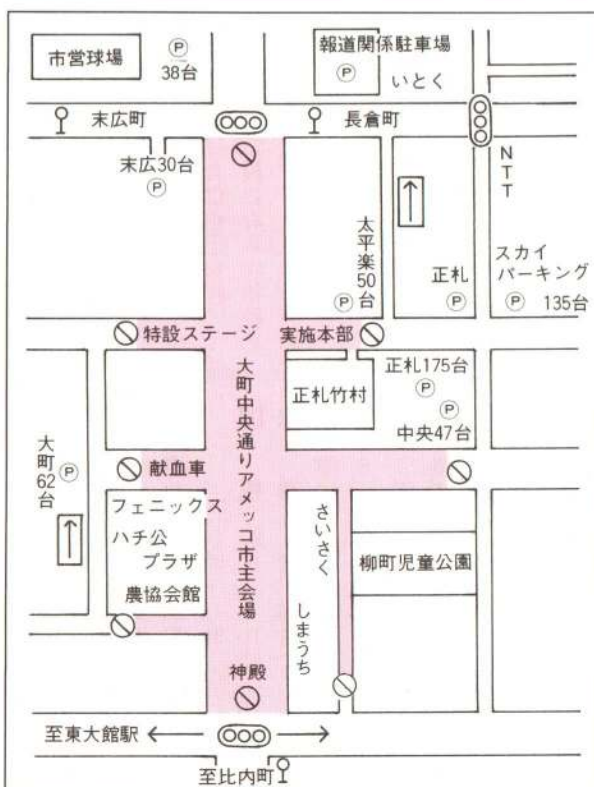 市営球場
Ⓟ
38台
報道関係駐車場
Ⓟ
いとく
末広町
長倉町
末広30台
Ⓟ
NTT
太平楽50台
Ⓟ
正札
Ⓟ
スカイ
パーキング
Ⓟ 135台
特設ステージ
実施本部
大町中央通りアメッコ市主会場
正札竹村
正札175台
Ⓟ
Ⓟ
中央47台
大町62台
Ⓟ
献血車
フェニックス
ハチ公
プラザ
農協会館
さいさく
しまうち
柳町児童公園
神殿
至東大館駅
至比内町